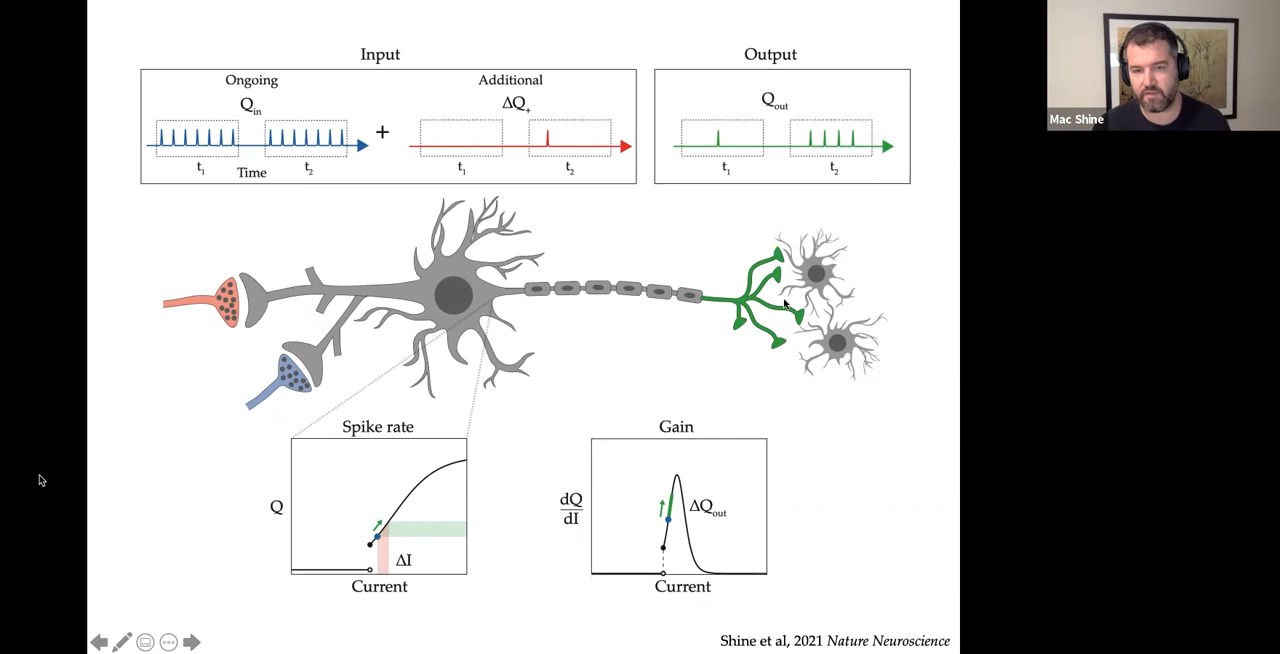 Input
Output
Ongoing
Additional
Q_in
ΔQ_+
Q_out
+
t_1
t_2
Time
t_1
t_2
t_1
t_2
Mac Shine
Spike rate
Gain
Q
ΔI
Current
dQ
dI
ΔQ_out
Current
Shine et al, 2021 Nature Neuroscience